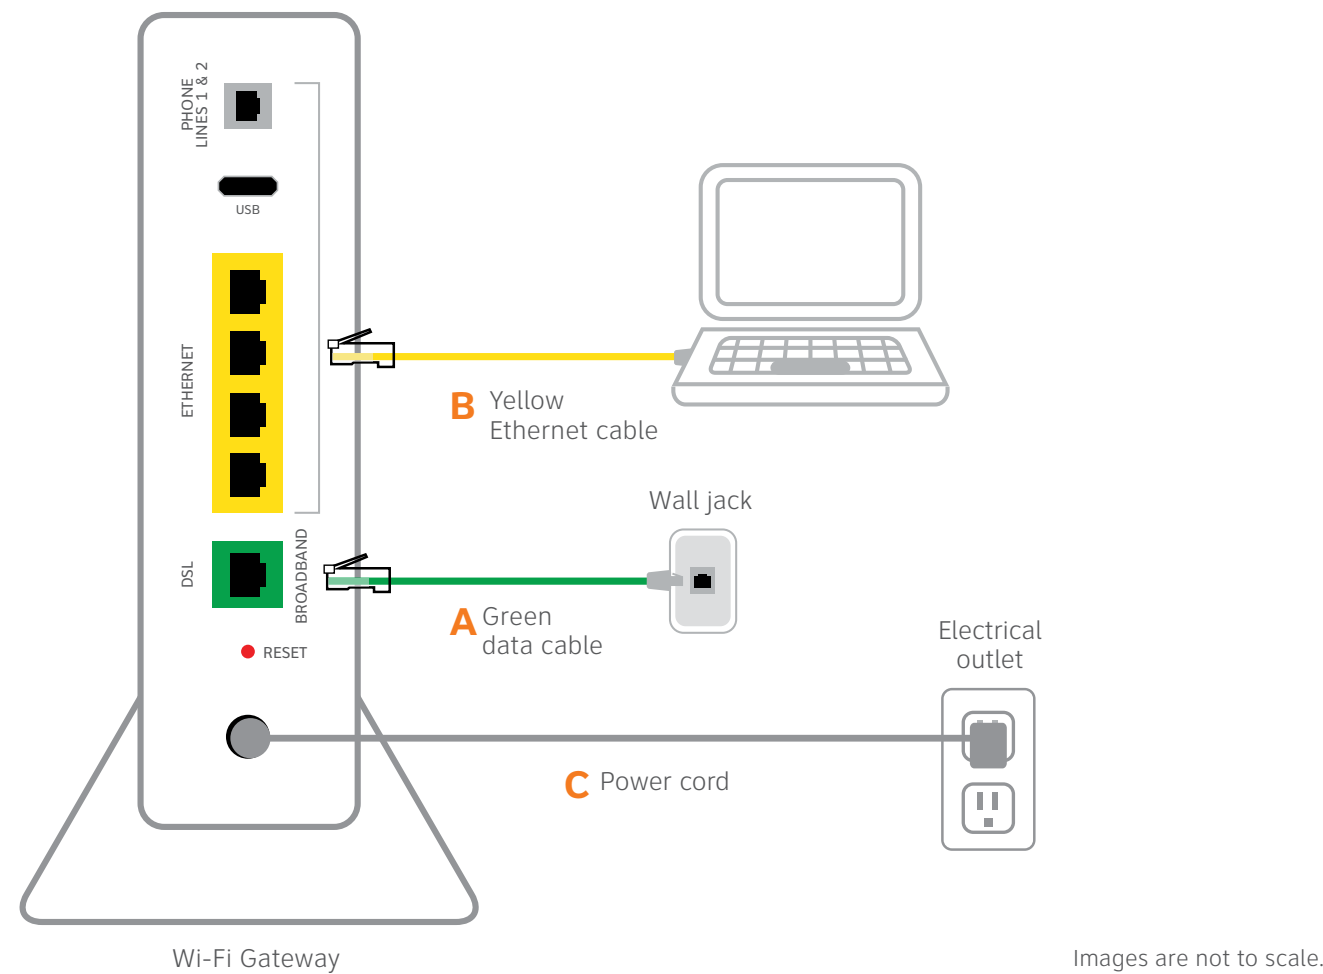 PHONE
LINES 1 & 2
USB
ETHERNET
B Yellow
Ethernet cable
Wall jack
DSL
BROADBAND
A Green
data cable
RESET
Electrical
outlet
C Power cord
Wi-Fi Gateway
Images are not to scale.